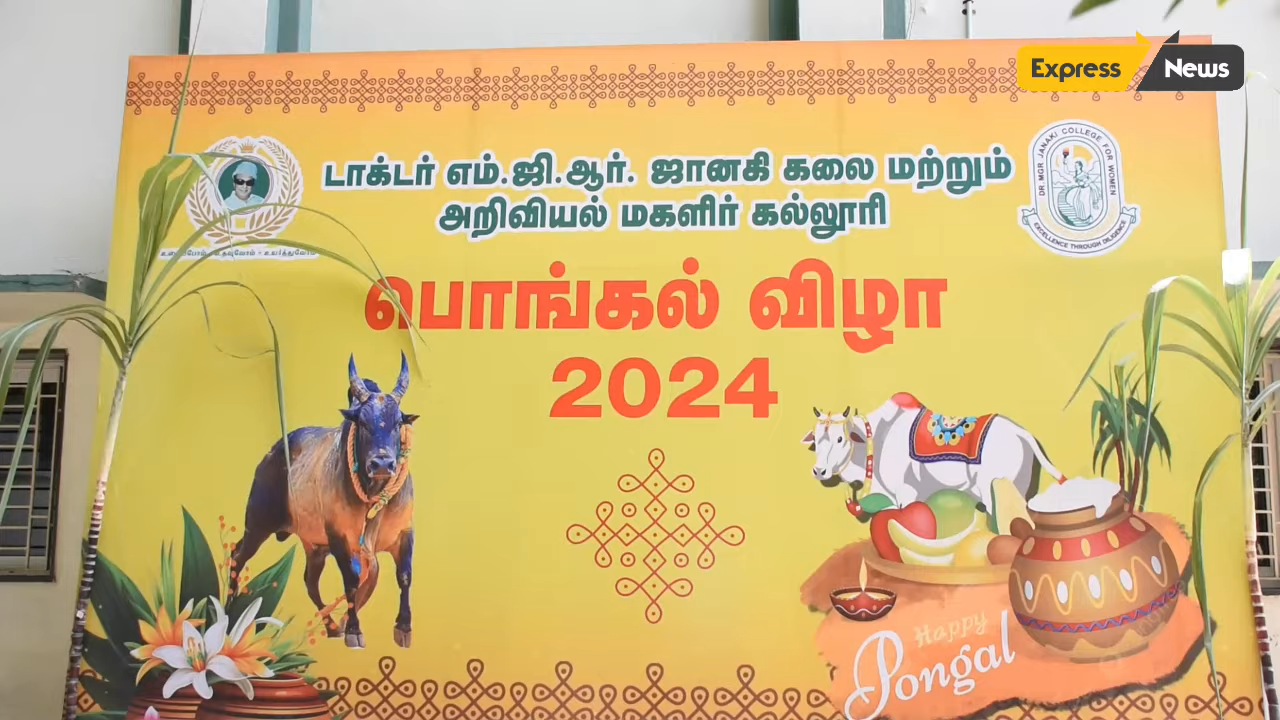 Express News
டாக்டர் எம்.ஜி.ஆர். ஜானகி கலை மற்றும்
அறிவியல் மகளிர் கல்லூரி
DR. MGR JANAKI COLLEGE FOR WOMEN
EXCELLENCE THROUGH DILIGENCE
பொங்கல் விழா
2024
Happy
Pongal